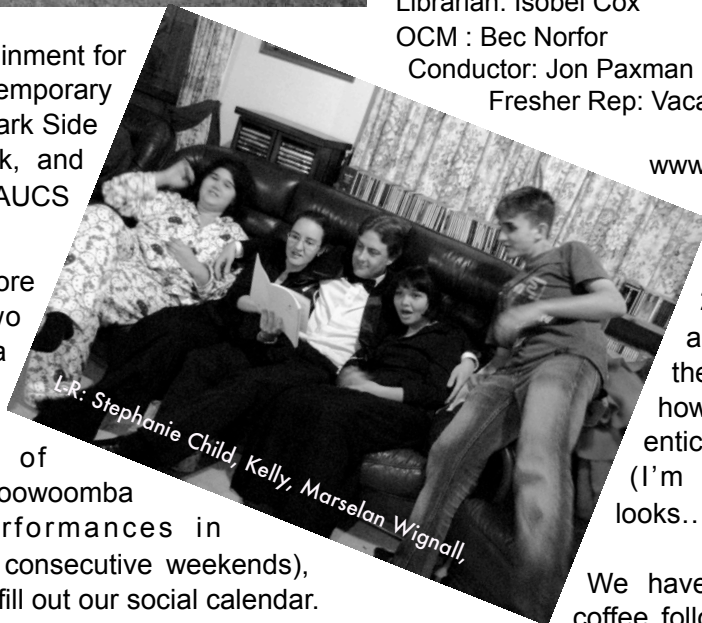 inment for
emporary
ark Side
k, and
AUCS
ore
wo
a
of
oowoomba
rformances in
consecutive weekends),
fill out our social calendar.
L-R: Stephanie Child, Kelly, Marselan Wignall,
Librarian: Isobel Cox
OCM : Bec Norfor
Conductor: Jon Paxman
Fresher Rep: Vaca
www
a
the
how
entic
(I’m
looks..
We have
coffee follo